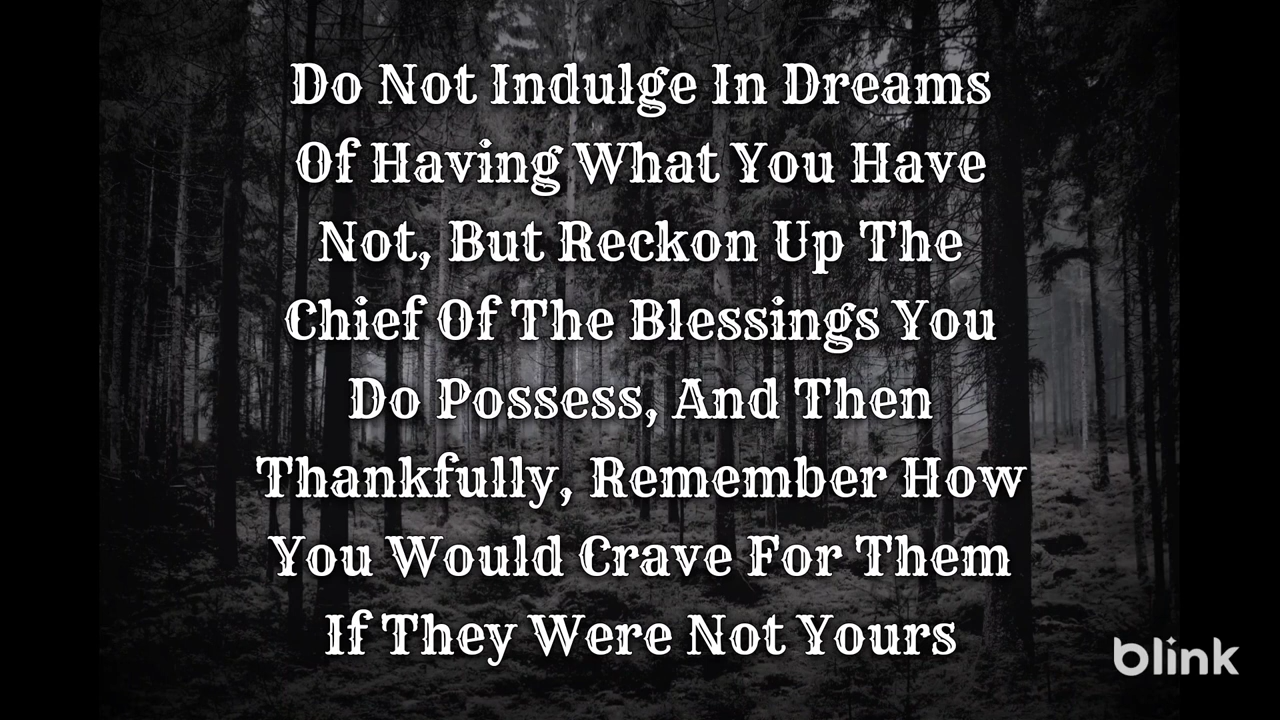 Do Not Indulge In Dreams
Of Having What You Have
Not, But Reckon Up The
Chief Of The Blessings You
Do Possess, And Then
Thankfully, Remember How
You Would Crave For Them
If They Were Not Yours
blink